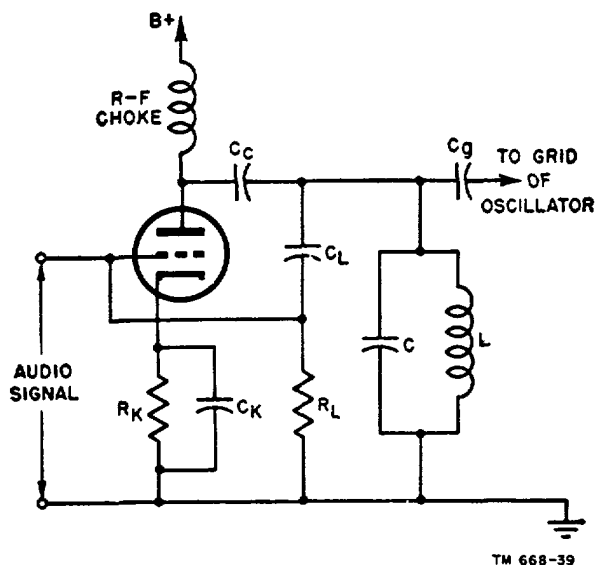 B+
R-F
CHOKE
Cc
Cg
TO GRID
OF
OSCILLATOR
CL
C
L
AUDIO
SIGNAL
RK
CK
RL
TM 668-39